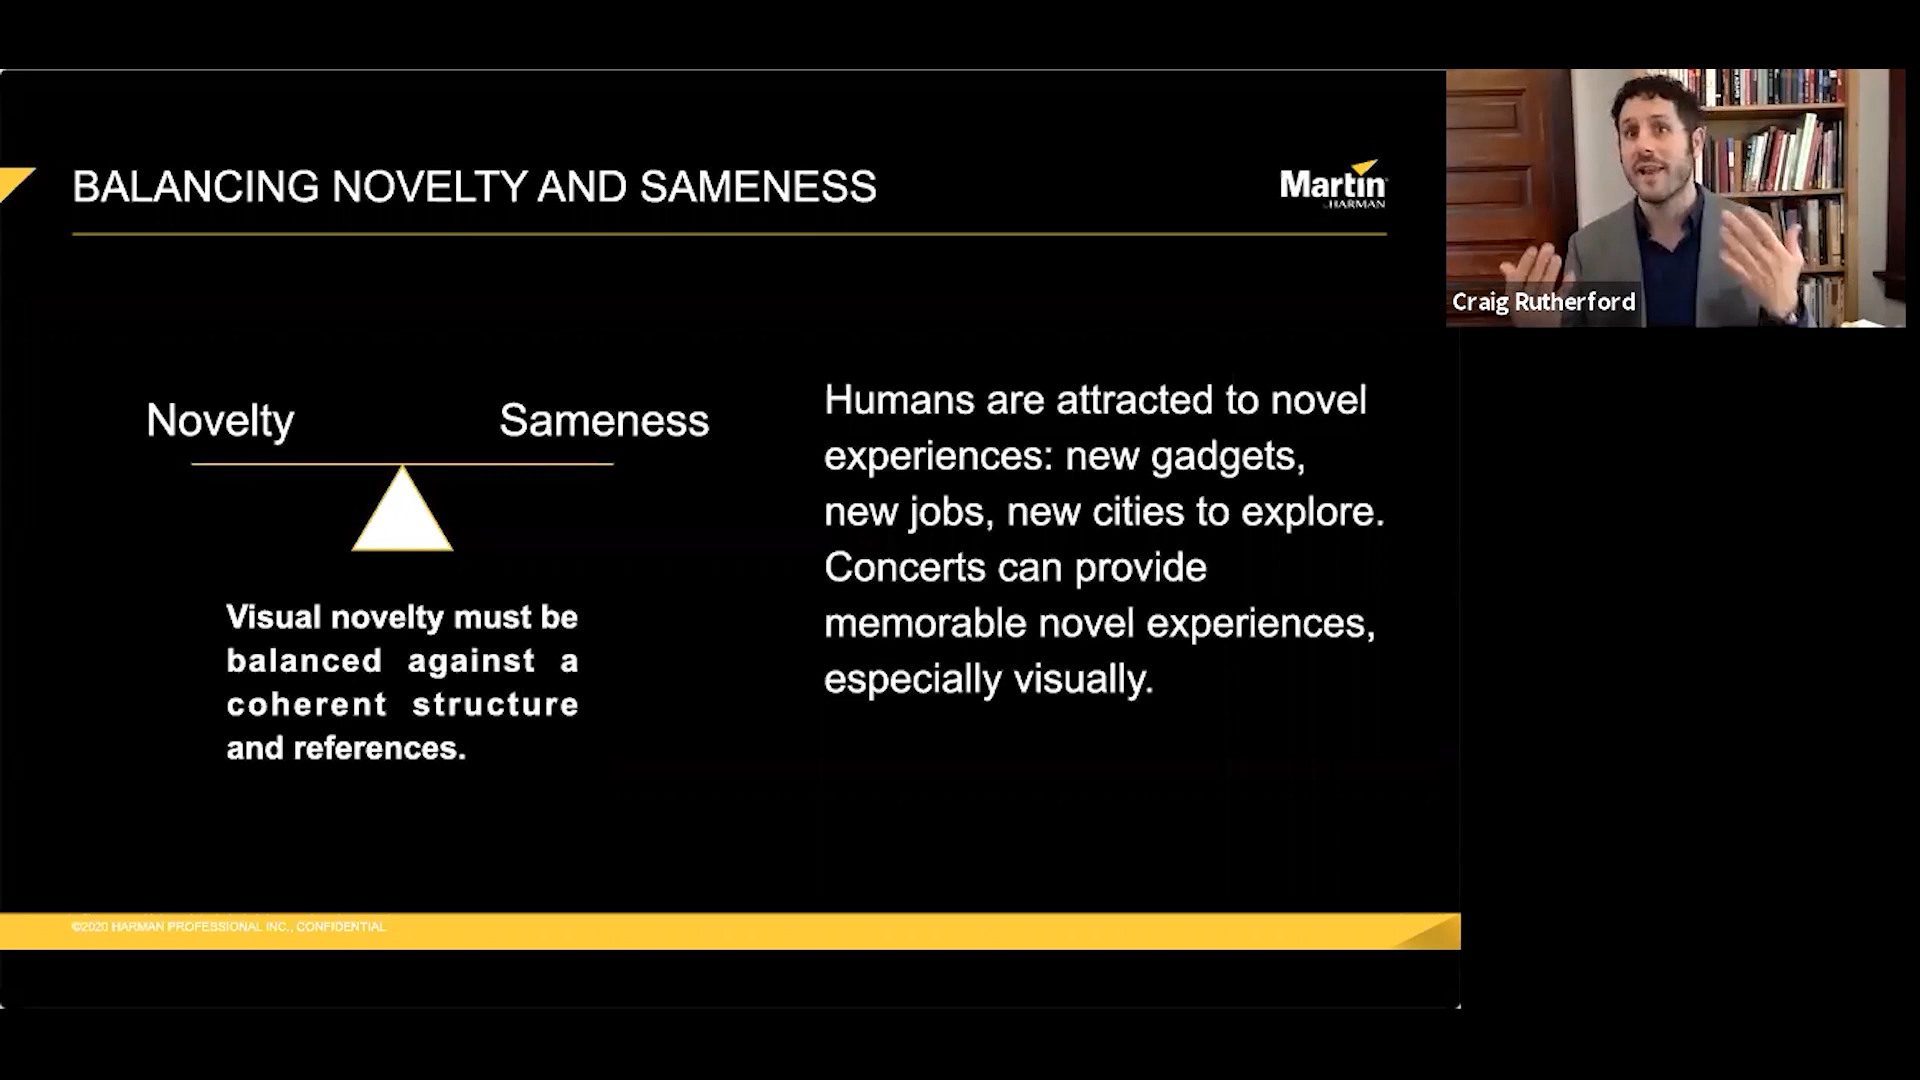 BALANCING NOVELTY AND SAMENESS
Martin
by HARMAN
Craig Rutherford
Novelty Sameness
Visual novelty must be
balanced against a
coherent structure
and references.
Humans are attracted to novel
experiences: new gadgets,
new jobs, new cities to explore.
Concerts can provide
memorable novel experiences,
especially visually.
©2020 HARMAN PROFESSIONAL INC., CONFIDENTIAL